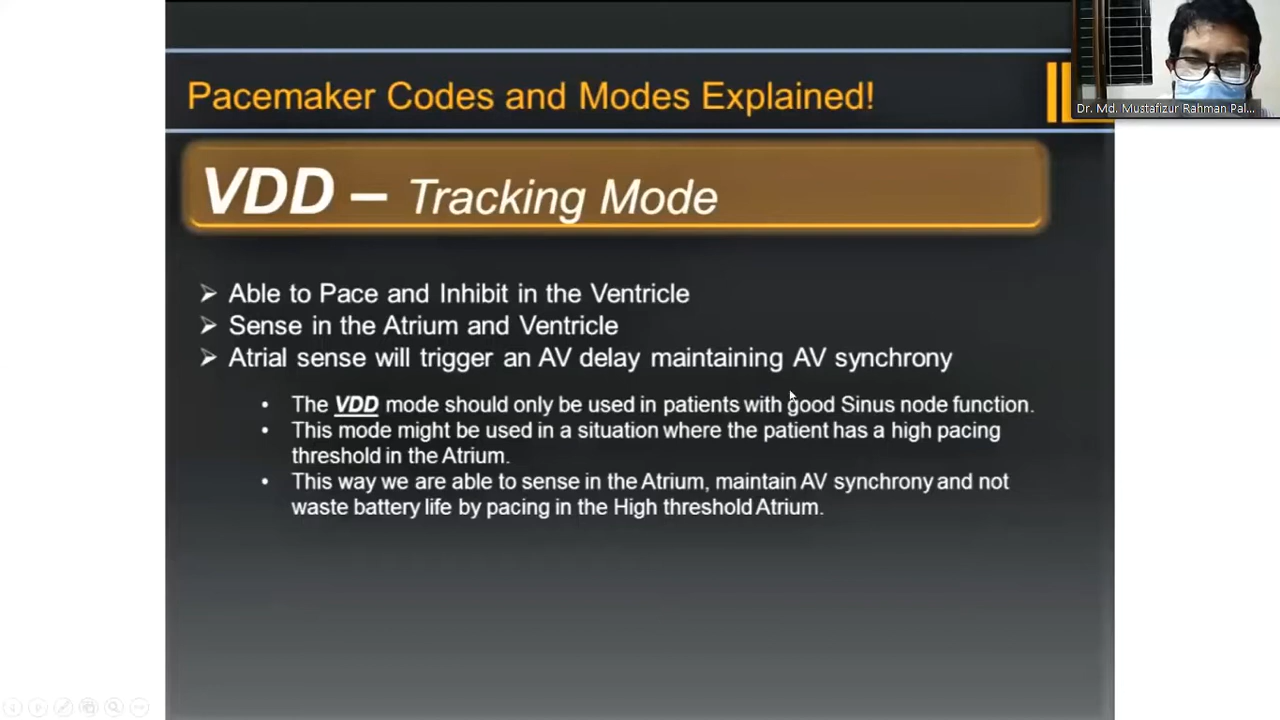 Pacemaker Codes and Modes Explained!
Dr. Md. Mustafizur Rahman Pal...
VDD – Tracking Mode
➢ Able to Pace and Inhibit in the Ventricle
➢ Sense in the Atrium and Ventricle
➢ Atrial sense will trigger an AV delay maintaining AV synchrony
• The VDD mode should only be used in patients with good Sinus node function.
• This mode might be used in a situation where the patient has a high pacing
threshold in the Atrium.
• This way we are able to sense in the Atrium, maintain AV synchrony and not
waste battery life by pacing in the High threshold Atrium.